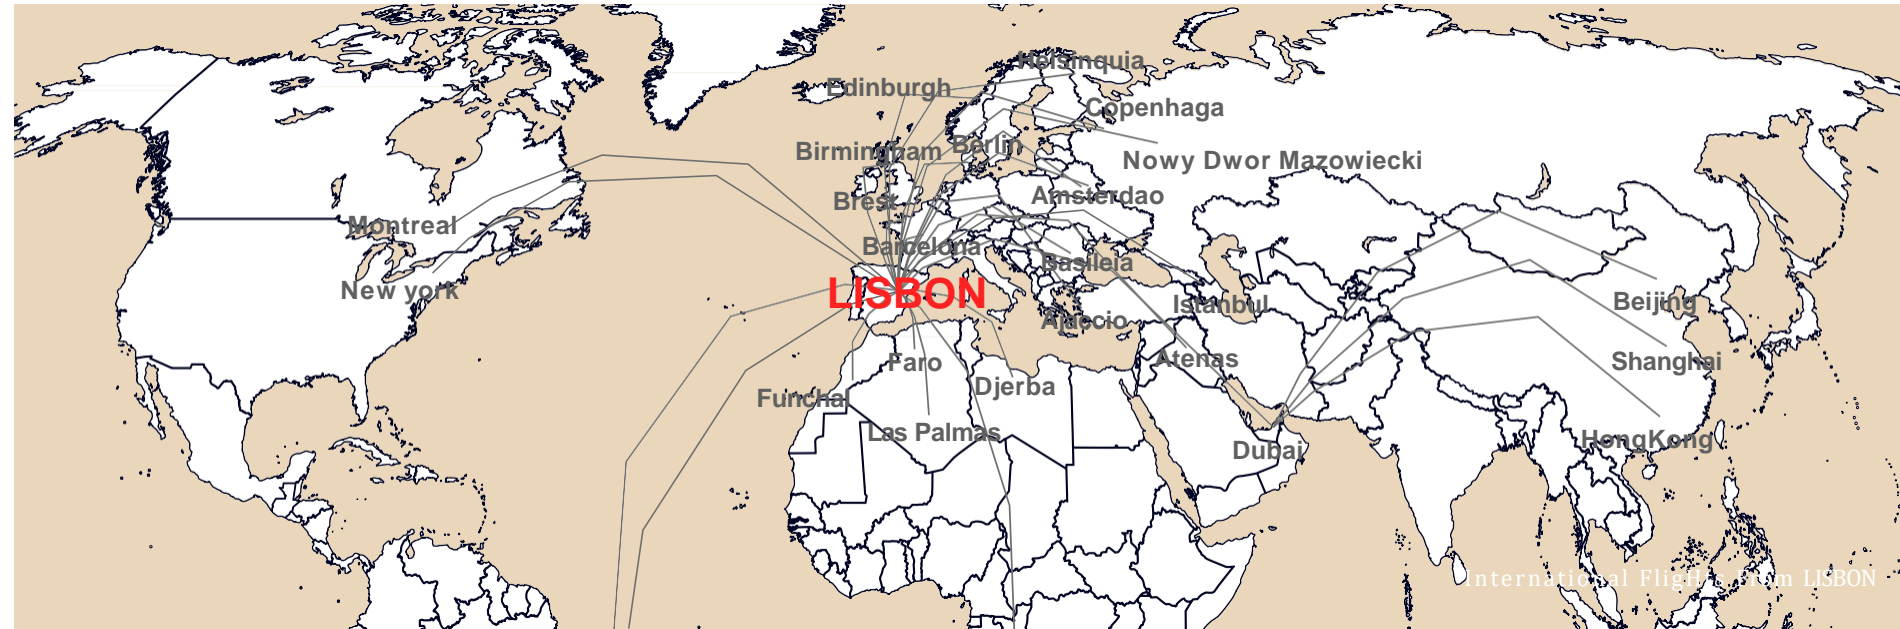 Helsinquia
Edinburgh
Copenhaga
Birmingham
Berlin
Nowy Dwor Mazowiecki
Brest
Amsterdao
Montreal
Barcelona
Basileia
New york
LISBON
Istanbul
Beijing
Ajaccio
Faro
Atenas
Shanghai
Funchal
Djerba
Las Palmas
Dubai
HongKong
International FligHts From LISBON